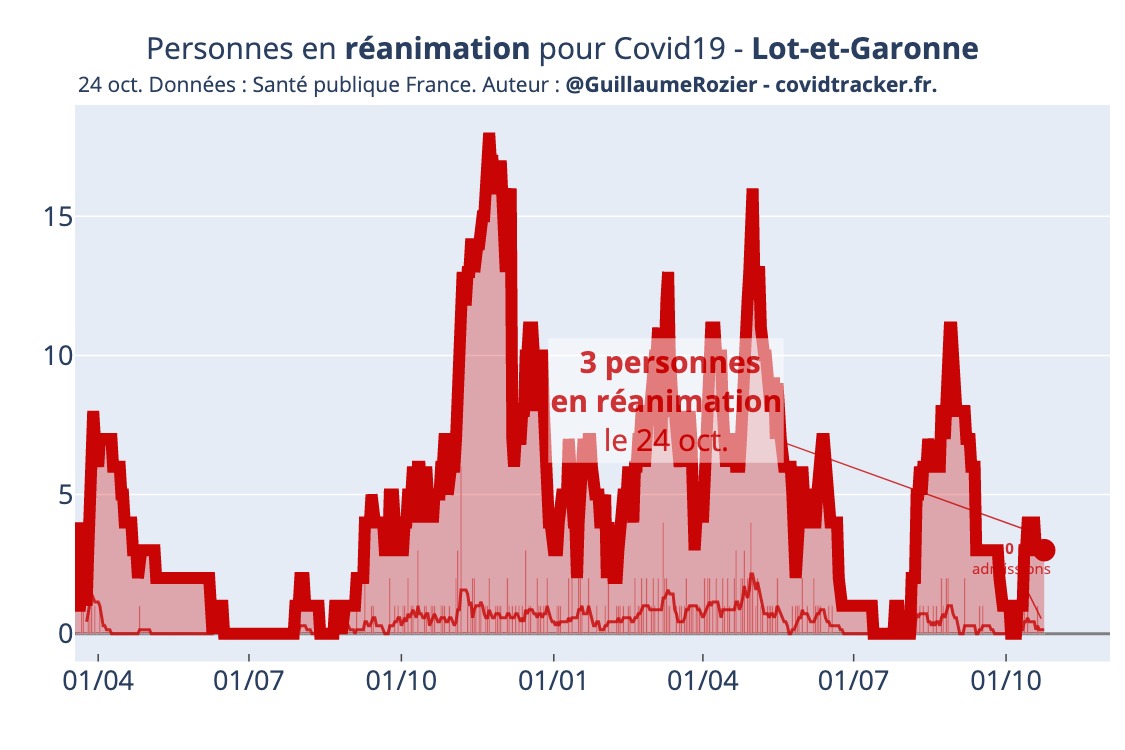 Personnes en réanimation pour Covid19 - Lot-et-Garonne
24 oct. Données : Santé publique France. Auteur : @GuillaumeRozier - covidtracker.fr.
15
10
5
0
3 personnes
en réanimation
le 24 oct.
0
admissions
01/04 01/07 01/10 01/01 01/04 01/07 01/10